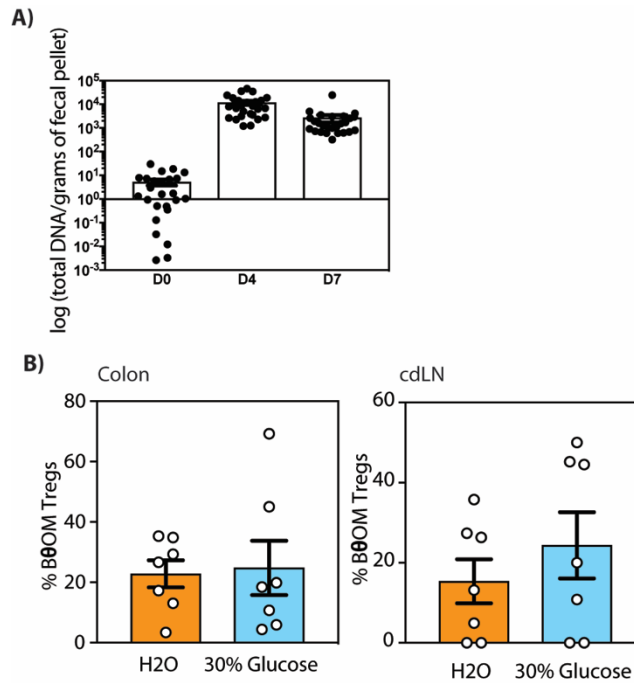 A)
log (total DNA/grams of fecal pellet)
10⁵
10⁴
10³
10²
10¹
10⁰
10⁻¹
10⁻²
10⁻³
D0 D4 D7
B)
Colon
% BθOM Tregs
80
60
40
20
0
H2O 30% Glucose
cdLN
% BθOM Tregs
60
40
20
0
H2O 30% Glucose